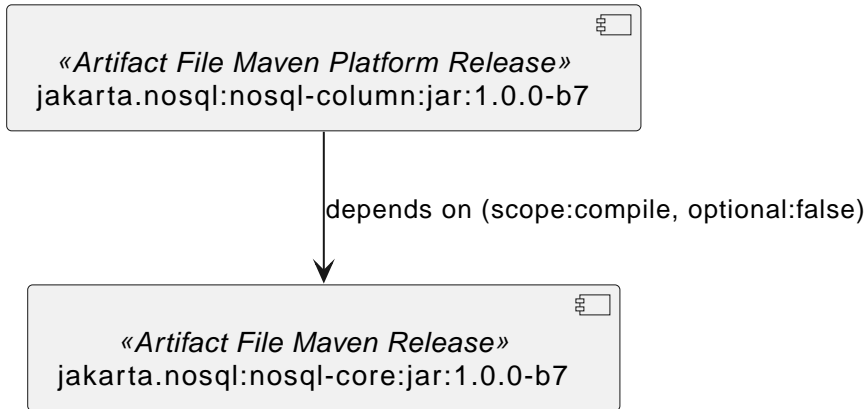 «Artifact File Maven Platform Release»
jakarta.nosql:nosql-column:jar:1.0.0-b7
depends on (scope:compile, optional:false)
«Artifact File Maven Release»
jakarta.nosql:nosql-core:jar:1.0.0-b7